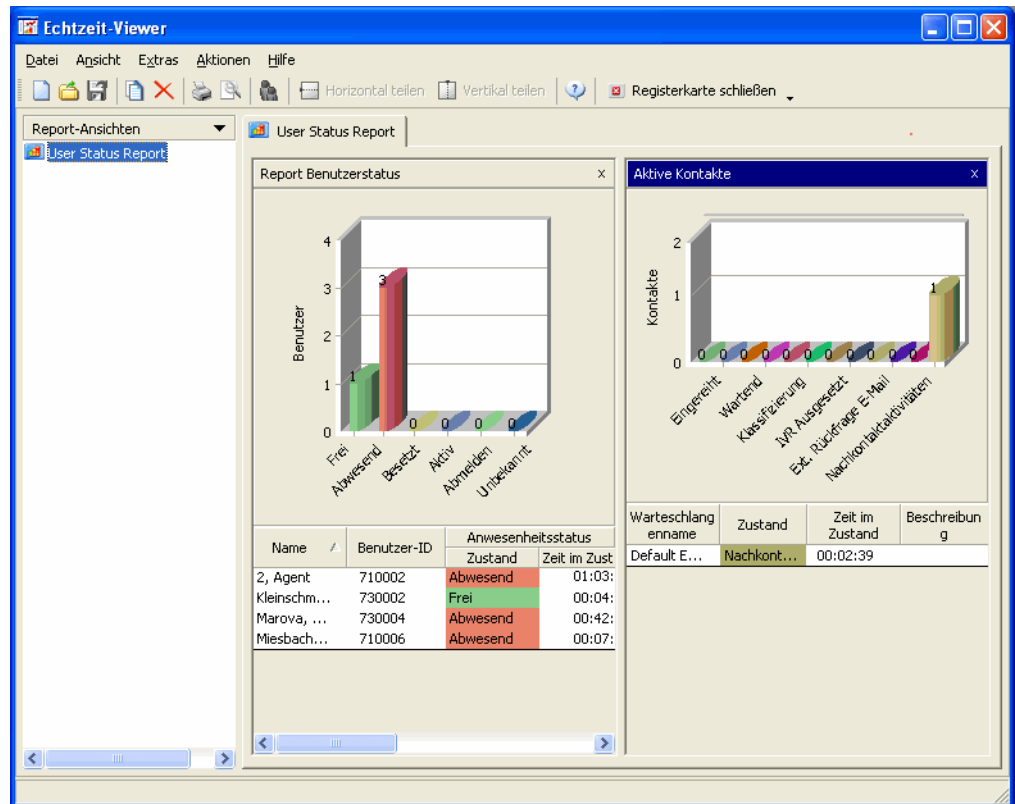 Echtzeit-Viewer
Datei Ansicht Extras Aktionen Hilfe
Horizontal teilen Vertikal teilen Registerkarte schließen
Report-Ansichten
User Status Report
User Status Report
Report Benutzerstatus x
4
3
2
1
0
Benutzer
1 3 0 0 0 0
Frei Abwesend Besetzt Aktiv Abmelden Unbekannt
Name Benutzer-ID Anwesenheitsstatus
Zustand Zeit im Zust
2, Agent 710002 Abwesend 01:03:
Kleinschm... 730002 Frei 00:04:
Marova, ... 730004 Abwesend 00:42:
Miesbach... 710006 Abwesend 00:07:
Aktive Kontakte x
2
1
0
Kontakte
0 0 0 0 0 0 0 0 0 0 0 1
Eingereiht Wartend Klassifizierung IVR Ausgesetzt Ext. Rückfrage E-Mail Nachkontaktaktivitäten
Warteschlang
enname Zustand Zeit im
Zustand Beschreibun
g
Default E... Nachkont... 00:02:39